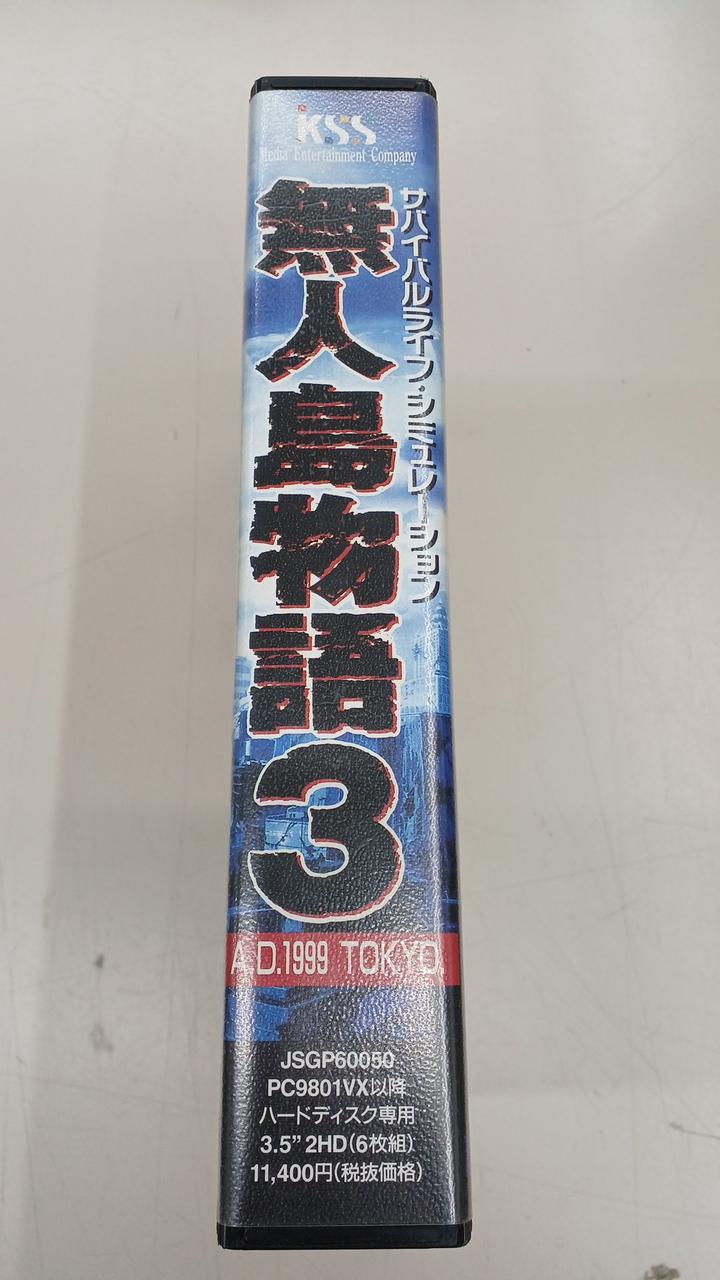 KSS
Media Entertainment Company
サバイバルライフ・シミュレーション
無人島物語3
A.D.1999 TOKYO.
JSGP60050
PC9801VX以降
ハードディスク専用
3.5” 2HD(6枚組)
11,400円(税抜価格)